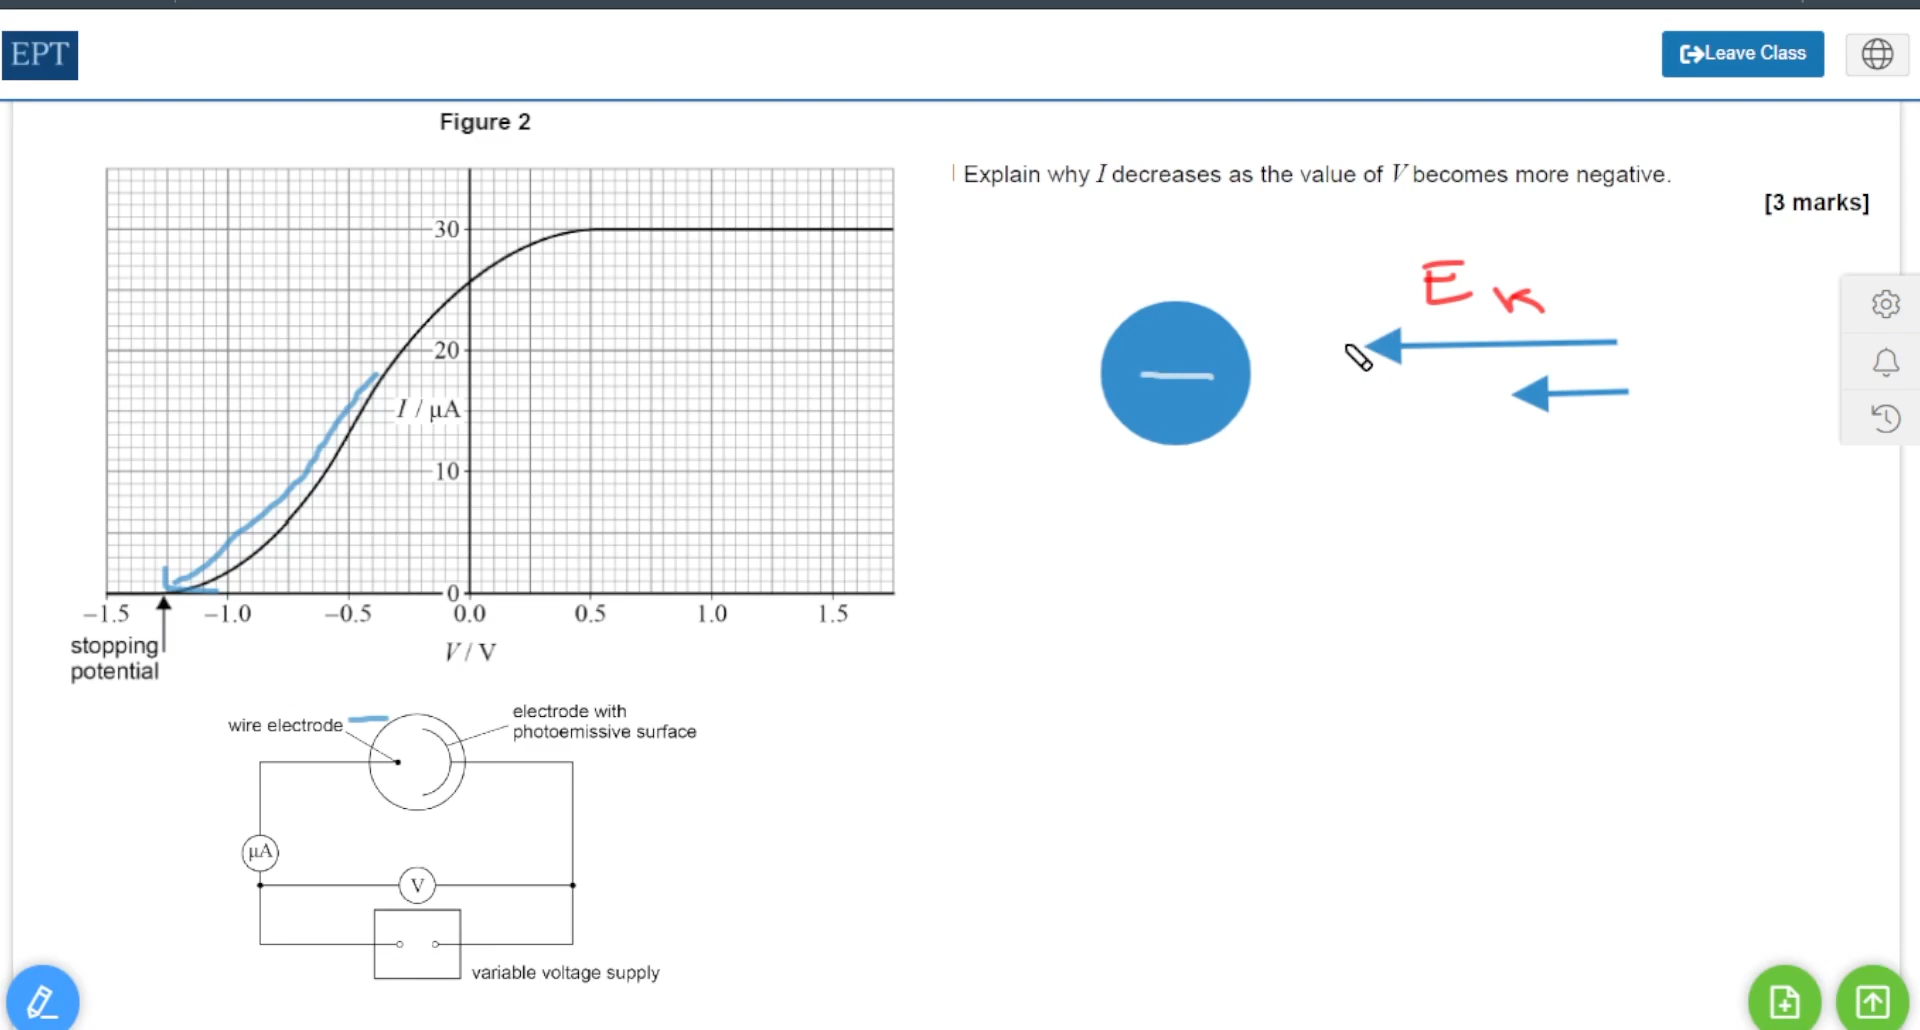 EPT
Leave Class
Figure 2
Explain why I decreases as the value of V becomes more negative.
[3 marks]
30
20
I / μA
10
0
−1.5
−1.0
−0.5
0.0
0.5
1.0
1.5
stopping
potential
V / V
E K
wire electrode
electrode with
photoemissive surface
μA
V
variable voltage supply